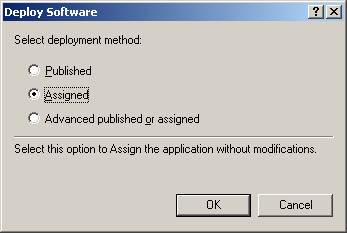 Deploy Software
Select deployment method:
Published
Assigned
Advanced published or assigned
Select this option to Assign the application without modifications.
OK
Cancel